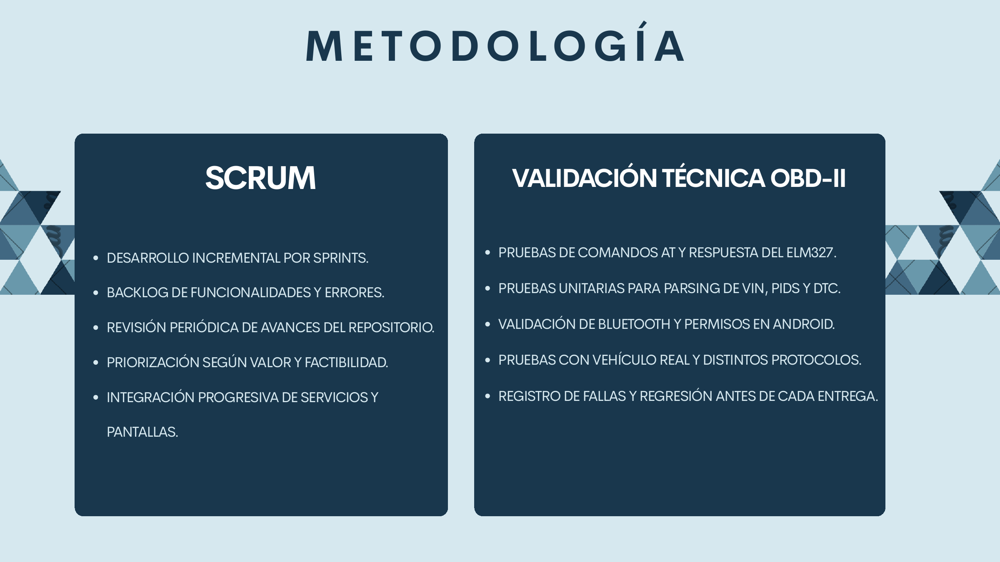 METODOLOGÍA
SCRUM
• DESARROLLO INCREMENTAL POR SPRINTS.
• BACKLOG DE FUNCIONALIDADES Y ERRORES.
• REVISIÓN PERIÓDICA DE AVANCES DEL REPOSITORIO.
• PRIORIZACIÓN SEGÚN VALOR Y FACTIBILIDAD.
• INTEGRACIÓN PROGRESIVA DE SERVICIOS Y
PANTALLAS.
VALIDACIÓN TÉCNICA OBD-II
• PRUEBAS DE COMANDOS AT Y RESPUESTA DEL ELM327.
• PRUEBAS UNITARIAS PARA PARSING DE VIN, PIDS Y DTC.
• VALIDACIÓN DE BLUETOOTH Y PERMISOS EN ANDROID.
• PRUEBAS CON VEHÍCULO REAL Y DISTINTOS PROTOCOLOS.
• REGISTRO DE FALLAS Y REGRESIÓN ANTES DE CADA ENTREGA.